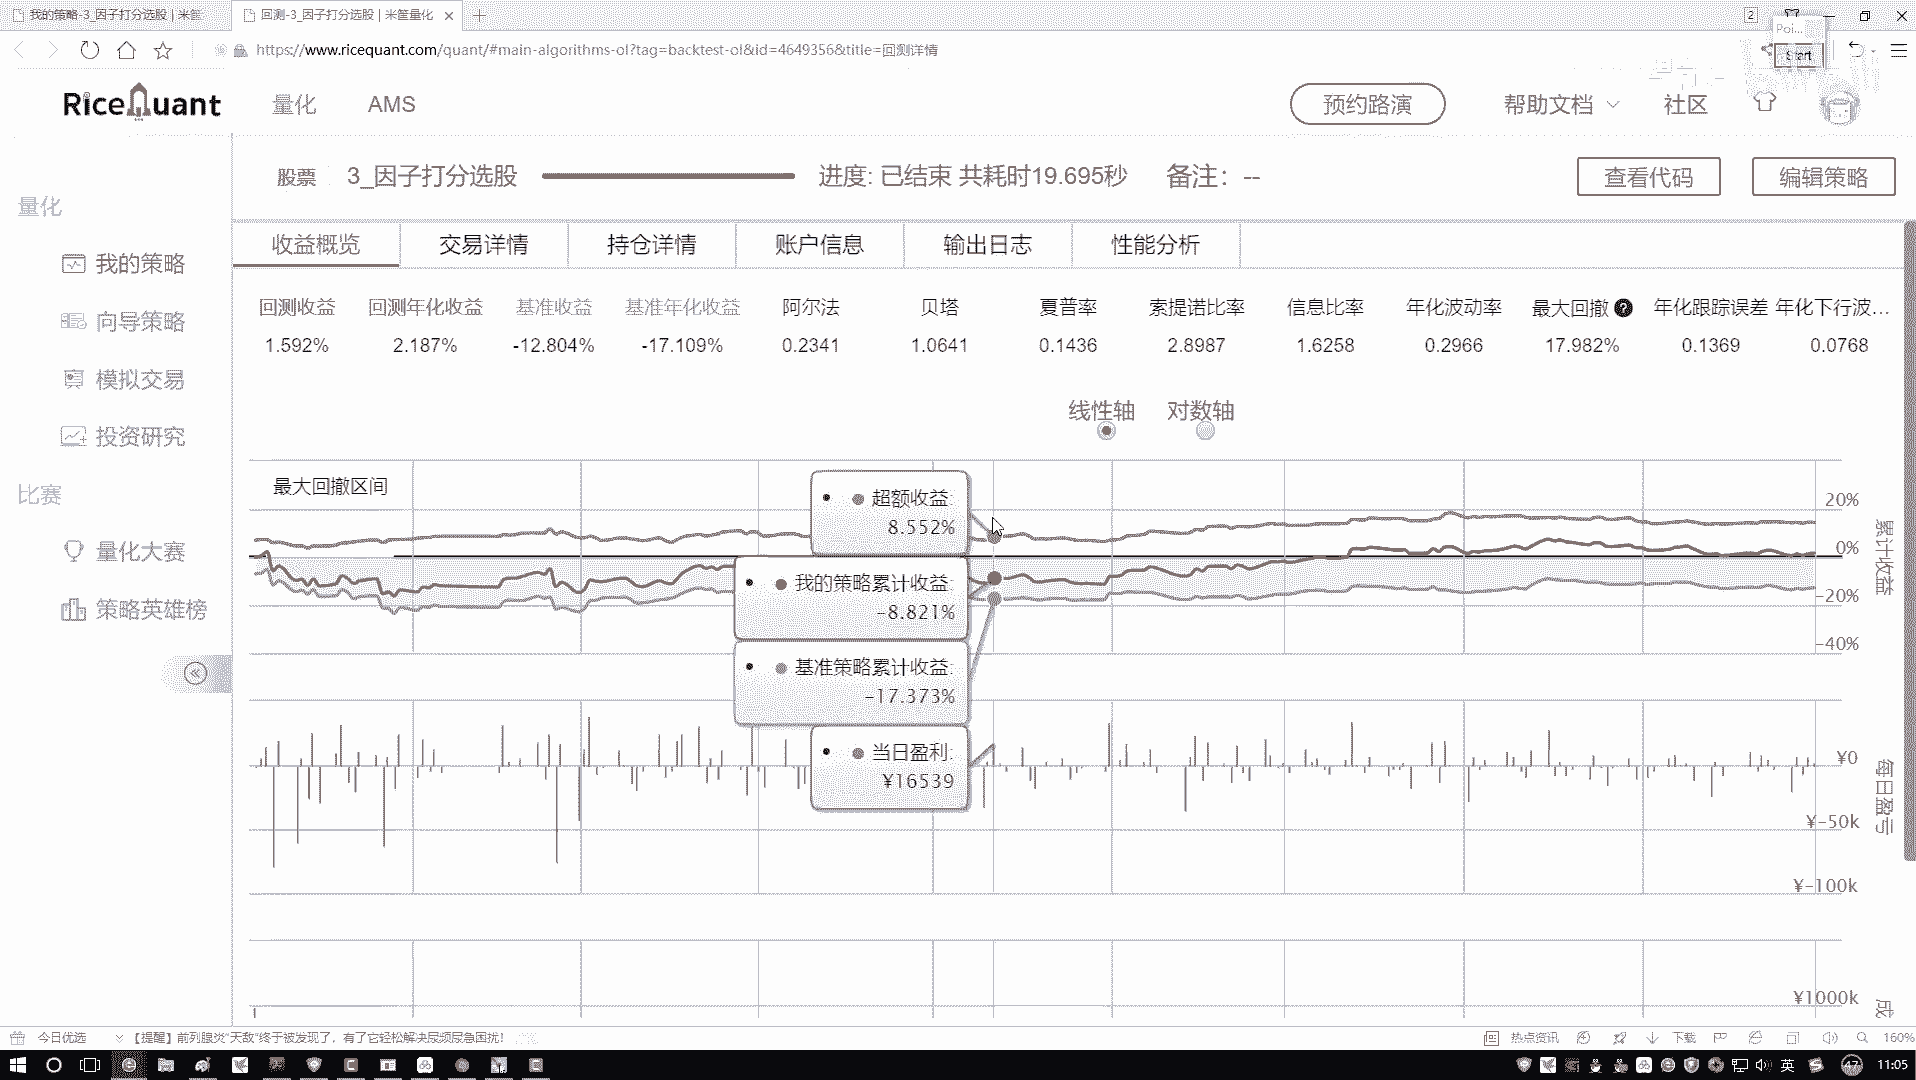 我的策略-3_因子打分选股 | 米筐
回测-3_因子打分选股 | 米筐量化
2
Poi...
Start
https://www.ricequant.com/quant/#main-algorithms-ol?tag=backtest-ol&id=4649356&title=回测详情
RiceQuant
量化
AMS
预约路演
帮助文档
社区
股票
3_因子打分选股
进度: 已结束 共耗时19.695秒
备注: --
查看代码
编辑策略
量化
我的策略
向导策略
模拟交易
投资研究
比赛
量化大赛
策略英雄榜
收益概览
交易详情
持仓详情
账户信息
输出日志
性能分析
回测收益 回测年化收益 基准收益 基准年化收益 阿尔法 贝塔 夏普率 索提诺比率 信息比率 年化波动率 最大回撤 年化跟踪误差 年化下行波...
1.592% 2.187% -12.804% -17.109% 0.2341 1.0641 0.1436 2.8987 1.6258 0.2966 17.982% 0.1369 0.0768
线性轴 对数轴
最大回撤区间
超额收益:
8.552%
我的策略累计收益:
-8.821%
基准策略累计收益:
-17.373%
当日盈利:
¥16539
20%
0%
-20%
-40%
累计收益
¥0
¥-50k
¥-100k
每日盈亏
¥1000k
成
今日优选
【提醒】前列腺炎"天敌"终于被发现了，有了它轻松解决尿频尿急困扰！
热点资讯
下载
160%
英
47
11:05